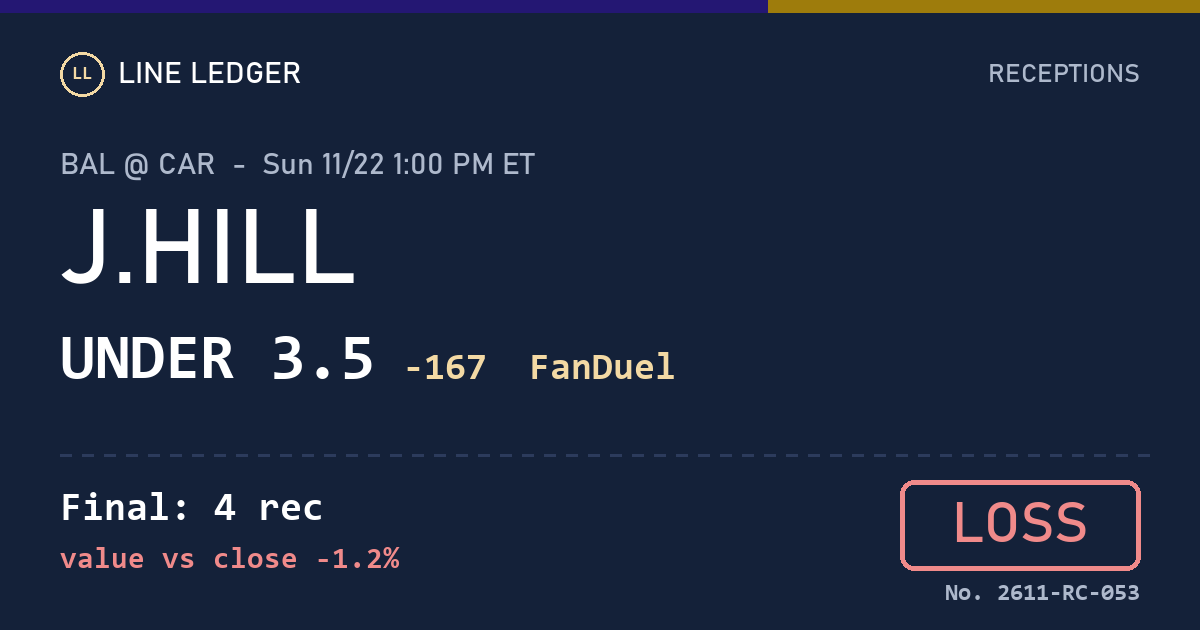 LL LINE LEDGER
RECEPTIONS
BAL @ CAR - Sun 11/22 1:00 PM ET
J.HILL
UNDER 3.5 -167 FanDuel
Final: 4 rec
value vs close -1.2%
LOSS
No. 2611-RC-053